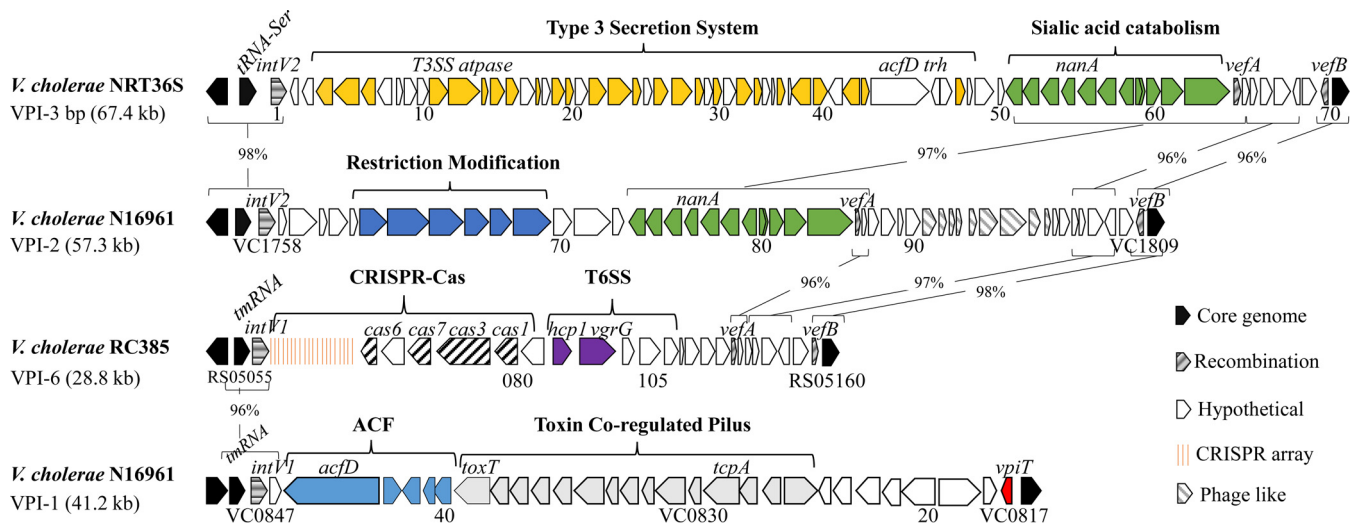 Type 3 Secretion System
Sialic acid catabolism
tRNA-Ser
intV2
T3SS atpase
acfD trh
nanA
vefA
vefB
V. cholerae NRT36S
VPI-3 bp (67.4 kb)
1
10
20
30
40
50
60
70
98%
97%
96%
96%
Restriction Modification
intV2
nanA
vefA
vefB
V. cholerae N16961
VPI-2 (57.3 kb)
VC1758
70
80
90
VC1809
96%
97%
98%
tmRNA
CRISPR-Cas
T6SS
intV1
cas6
cas7
cas3
cas1
hcp1
vgrG
vefA
vefB
V. cholerae RC385
VPI-6 (28.8 kb)
RS05055
080
105
RS05160
96%
tmRNA
ACF
Toxin Co-regulated Pilus
intV1
acfD
toxT
tcpA
vpiT
V. cholerae N16961
VPI-1 (41.2 kb)
VC0847
40
VC0830
20
VC0817
Core genome
Recombination
Hypothetical
CRISPR array
Phage like